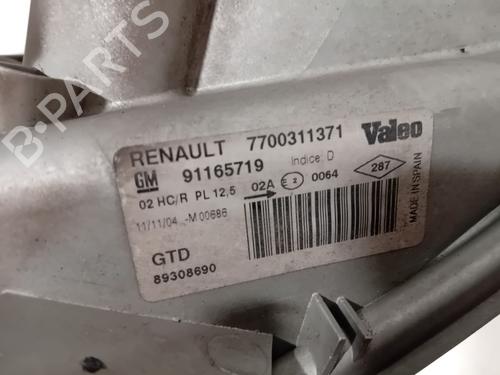 B-PARTS
RENAULT 7700311371 Valeo
GM 91165719 Indice: D
02 HC/R PL 12,5 02A E2 0064 287
11/11/04 -M 00686
MADE IN SPAIN
GTD
89308690